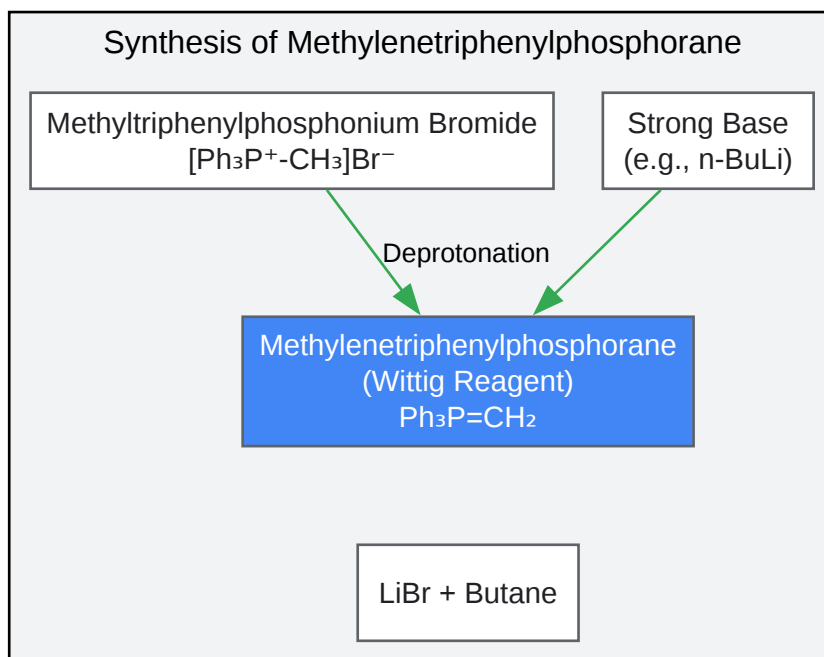 Synthesis of Methylenetriphenylphosphorane
Methyltriphenylphosphonium Bromide
[Ph₃P⁺-CH₃]Br⁻
Strong Base
(e.g., n-BuLi)
Deprotonation
Methylenetriphenylphosphorane
(Wittig Reagent)
Ph₃P=CH₂
LiBr + Butane